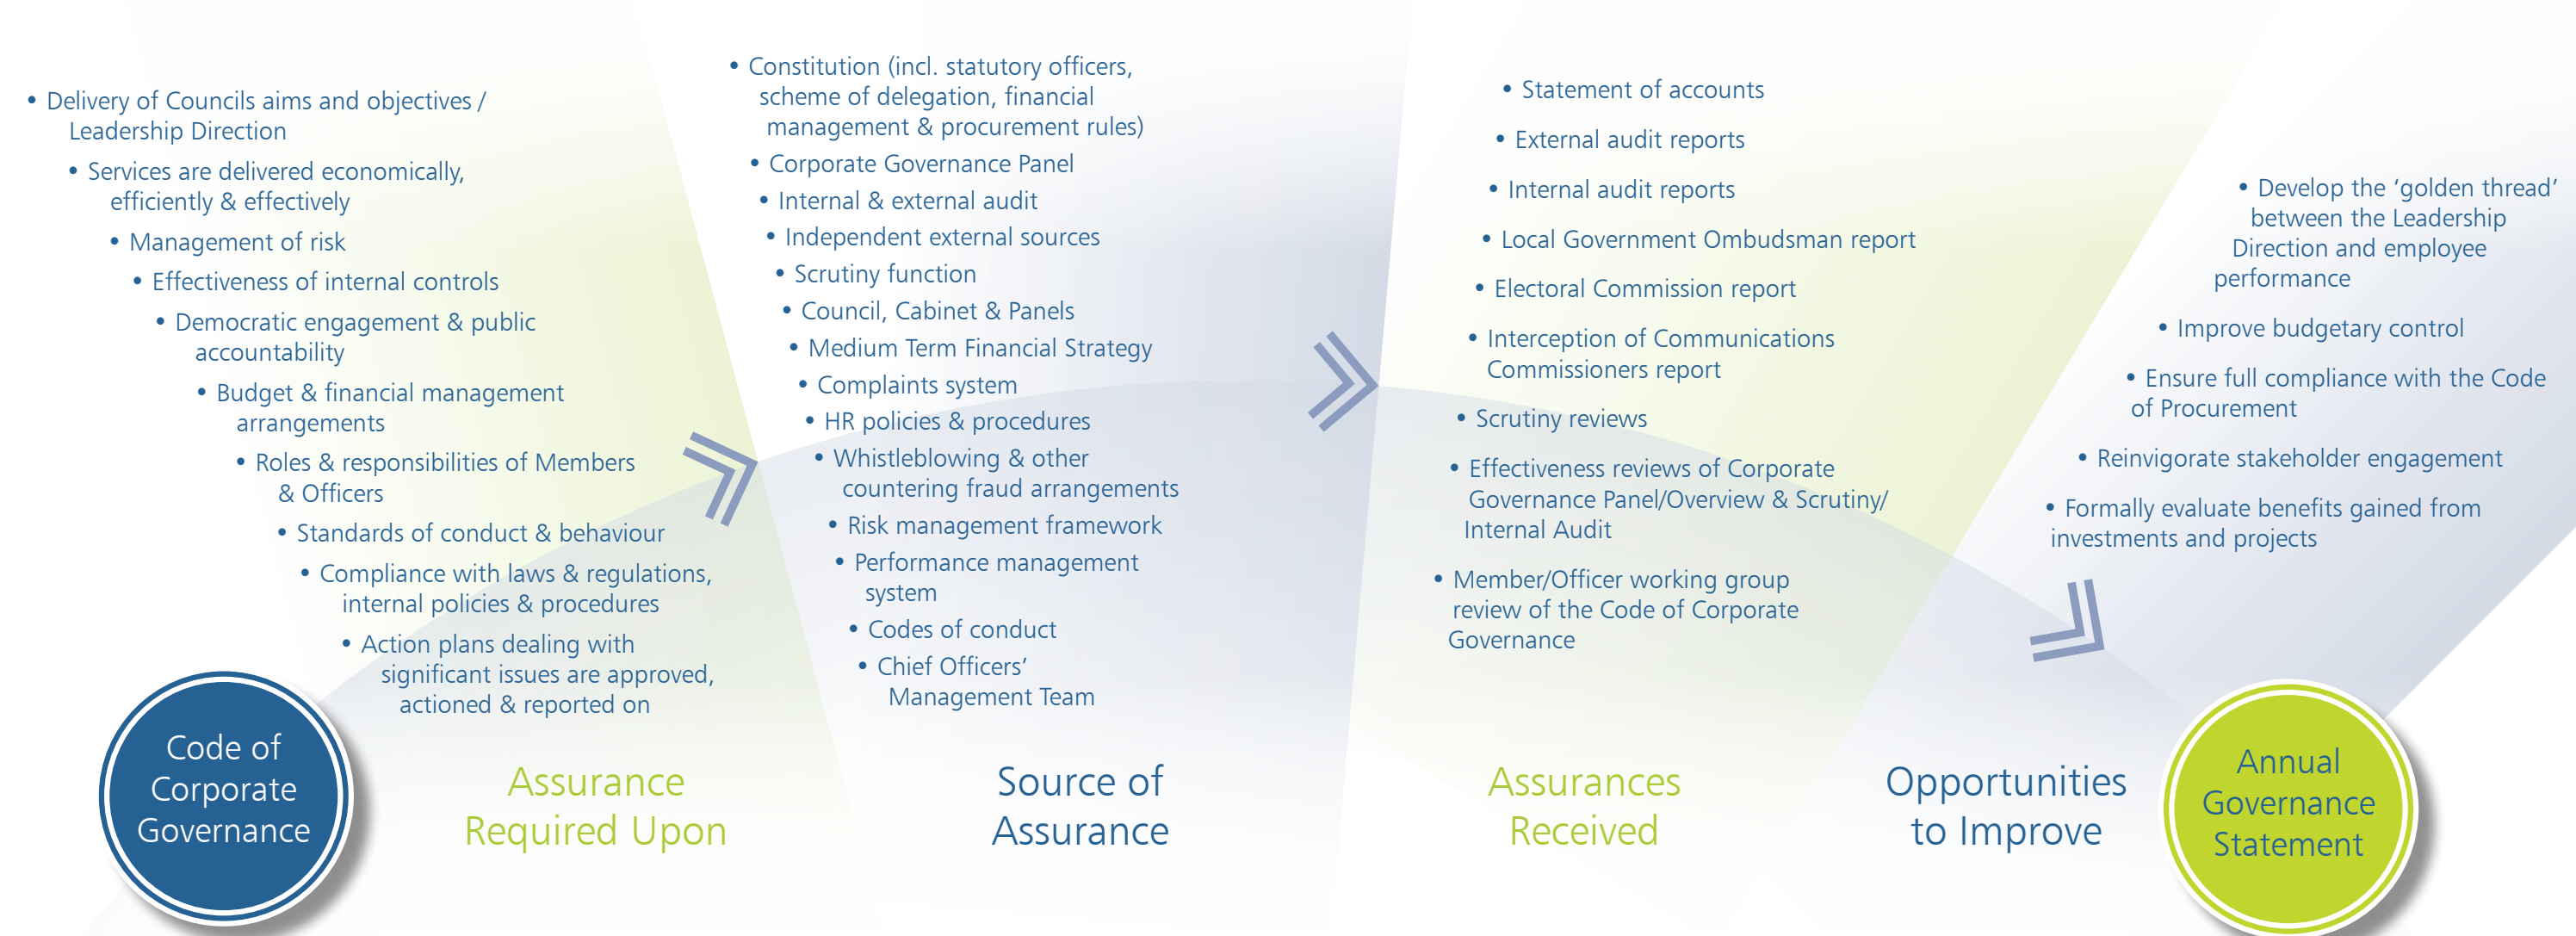 • Delivery of Councils aims and objectives /
Leadership Direction
• Services are delivered economically,
efficiently & effectively
• Management of risk
• Effectiveness of internal controls
• Democratic engagement & public
accountability
• Budget & financial management
arrangements
• Roles & responsibilities of Members
& Officers
• Standards of conduct & behaviour
• Compliance with laws & regulations,
internal policies & procedures
• Action plans dealing with
significant issues are approved,
actioned & reported on
Code of
Corporate
Governance
Assurance
Required Upon
• Constitution (incl. statutory officers,
scheme of delegation, financial
management & procurement rules)
• Corporate Governance Panel
• Internal & external audit
• Independent external sources
• Scrutiny function
• Council, Cabinet & Panels
• Medium Term Financial Strategy
• Complaints system
• HR policies & procedures
• Whistleblowing & other
countering fraud arrangements
• Risk management framework
• Performance management
system
• Codes of conduct
• Chief Officers’
Management Team
Source of
Assurance
• Statement of accounts
• External audit reports
• Internal audit reports
• Local Government Ombudsman report
• Electoral Commission report
• Interception of Communications
Commissioners report
• Scrutiny reviews
• Effectiveness reviews of Corporate
Governance Panel/Overview & Scrutiny/
Internal Audit
• Member/Officer working group
review of the Code of Corporate
Governance
Assurances
Received
• Develop the ‘golden thread’
between the Leadership
Direction and employee
performance
• Improve budgetary control
• Ensure full compliance with the Code
of Procurement
• Reinvigorate stakeholder engagement
• Formally evaluate benefits gained from
investments and projects
Opportunities
to Improve
Annual
Governance
Statement